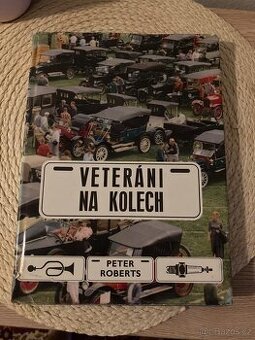 VETERÁNI
NA KOLECH
PETER
ROBERTS